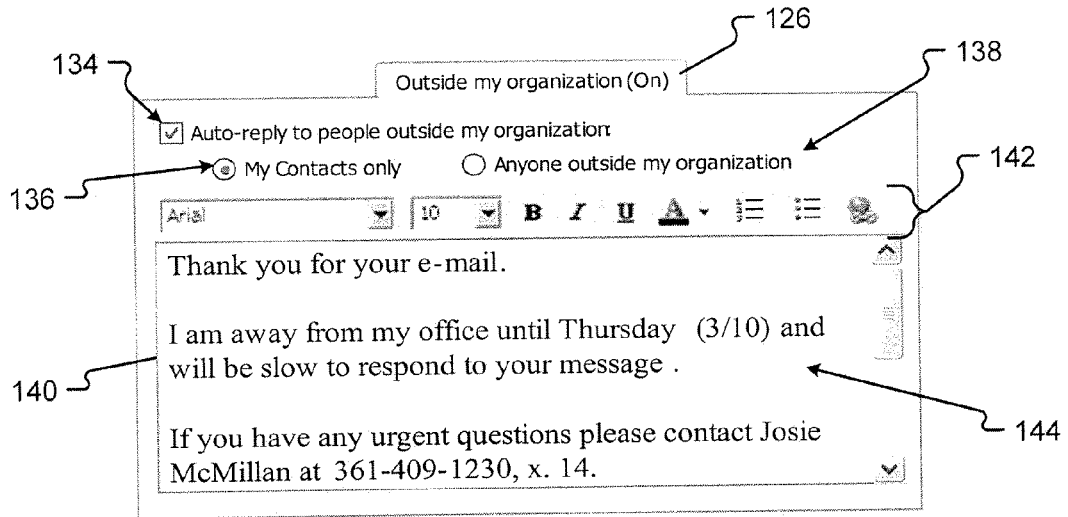 126
134
138
Outside my organization (On)
Auto-reply to people outside my organization:
My Contacts only Anyone outside my organization
142
136
Arial 10 B I U A
Thank you for your e-mail.
I am away from my office until Thursday (3/10) and
will be slow to respond to your message .
140
144
If you have any urgent questions please contact Josie
McMillan at 361-409-1230, x. 14.